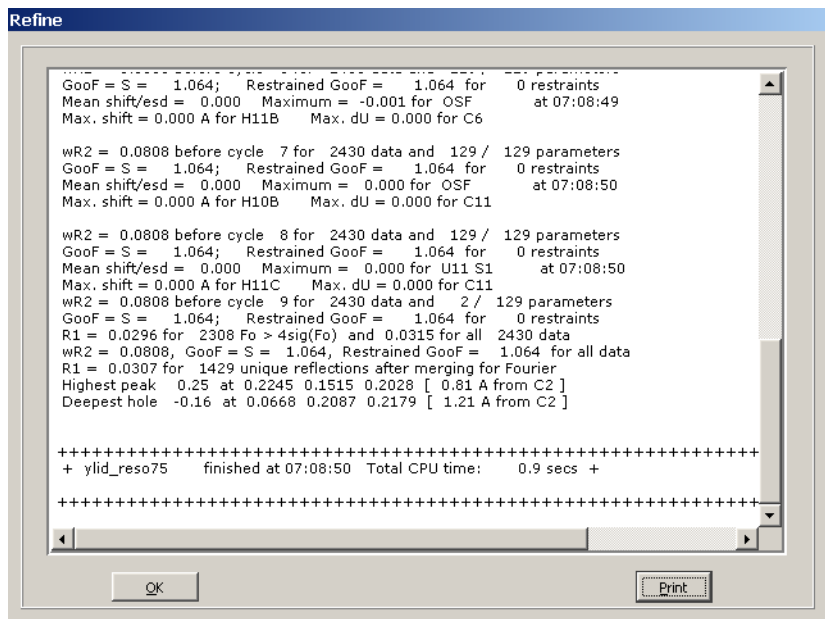 Refine
GooF = S = 1.064; Restrained GooF = 1.064 for 0 restraints
Mean shift/esd = 0.000 Maximum = -0.001 for OSF at 07:08:49
Max. shift = 0.000 A for H11B Max. dU = 0.000 for C6
wR2 = 0.0808 before cycle 7 for 2430 data and 129 / 129 parameters
GooF = S = 1.064; Restrained GooF = 1.064 for 0 restraints
Mean shift/esd = 0.000 Maximum = 0.000 for OSF at 07:08:50
Max. shift = 0.000 A for H10B Max. dU = 0.000 for C11
wR2 = 0.0808 before cycle 8 for 2430 data and 129 / 129 parameters
GooF = S = 1.064; Restrained GooF = 1.064 for 0 restraints
Mean shift/esd = 0.000 Maximum = 0.000 for U11 S1 at 07:08:50
Max. shift = 0.000 A for H11C Max. dU = 0.000 for C11
wR2 = 0.0808 before cycle 9 for 2430 data and 2 / 129 parameters
GooF = S = 1.064; Restrained GooF = 1.064 for 0 restraints
R1 = 0.0296 for 2308 Fo > 4sig(Fo) and 0.0315 for all 2430 data
wR2 = 0.0808, GooF = S = 1.064, Restrained GooF = 1.064 for all data
R1 = 0.0307 for 1429 unique reflections after merging for Fourier
Highest peak 0.25 at 0.2245 0.1515 0.2028 [ 0.81 A from C2 ]
Deepest hole -0.16 at 0.0668 0.2087 0.2179 [ 1.21 A from C2 ]
++++++++++++++++++++++++++++++++++++++++++++++++++++++++++++
+ ylid_reso75 finished at 07:08:50 Total CPU time: 0.9 secs +
++++++++++++++++++++++++++++++++++++++++++++++++++++++++++++
OK
Print